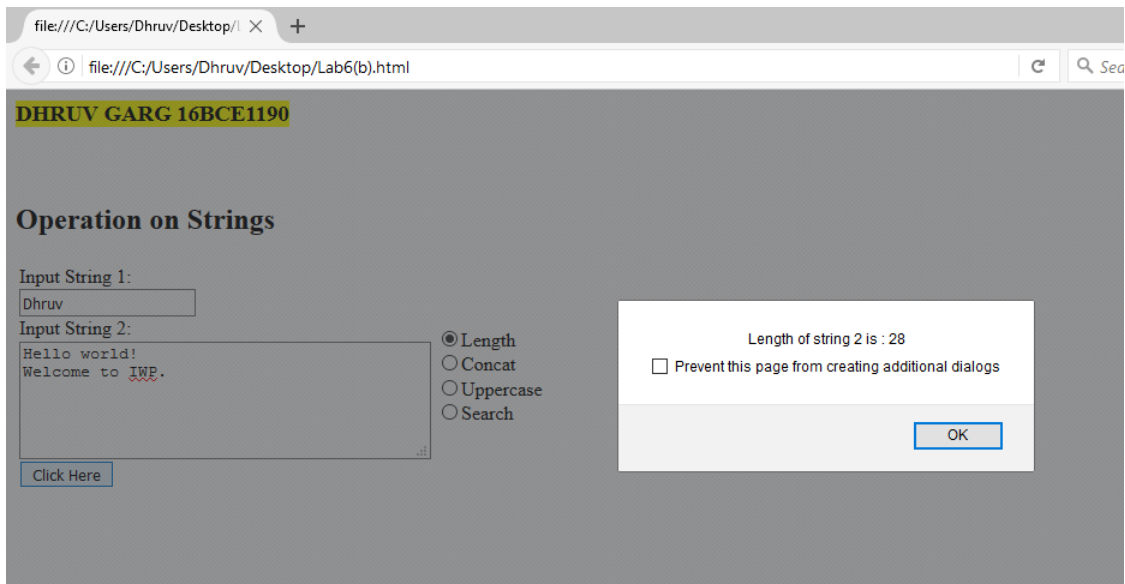 file:///C:/Users/Dhruv/Desktop/
file:///C:/Users/Dhruv/Desktop/Lab6(b).html
DHRUV GARG 16BCE1190
Operation on Strings
Input String 1:
Dhruv
Input String 2:
Hello world!
Welcome to IWP.
Length
Concat
Uppercase
Search
Click Here
Length of string 2 is : 28
Prevent this page from creating additional dialogs
OK